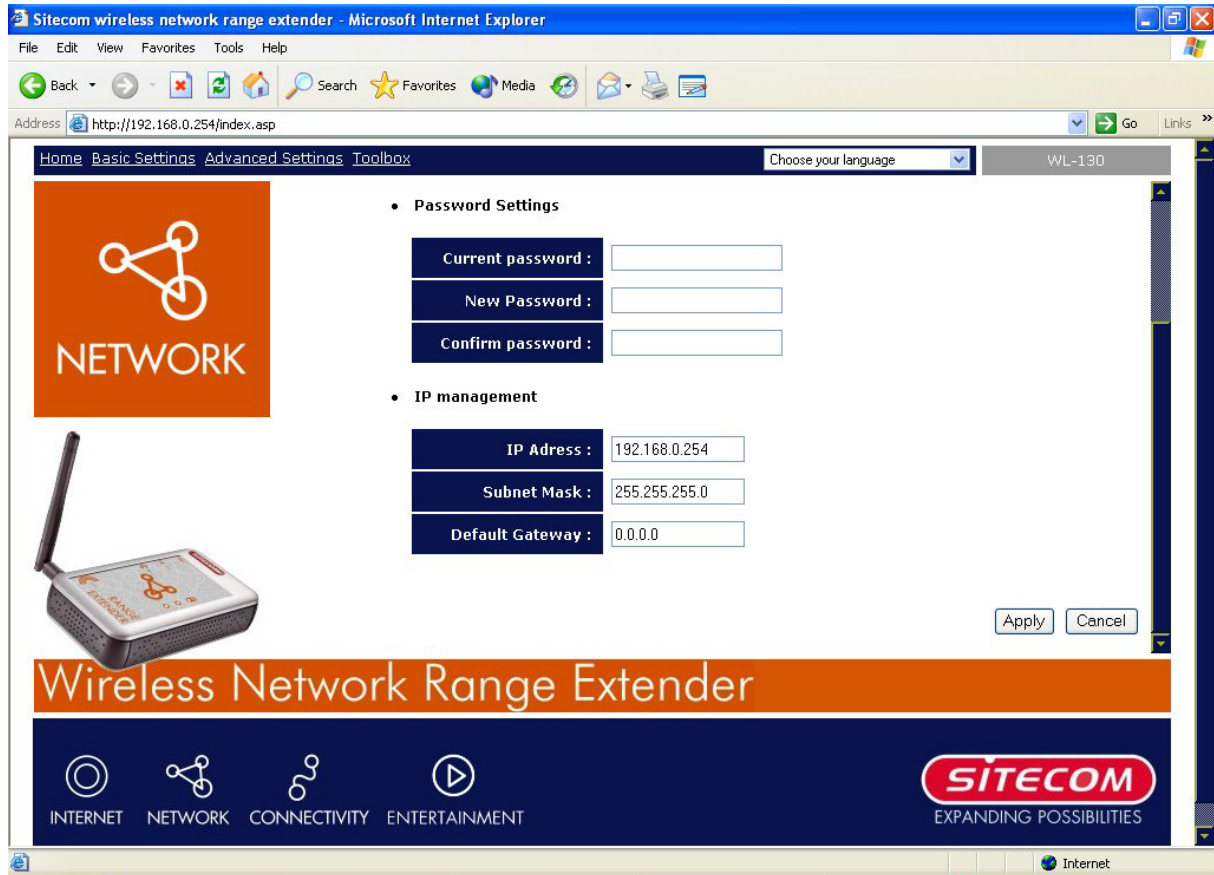 Sitecom wireless network range extender - Microsoft Internet Explorer
File Edit View Favorites Tools Help
Back Search Favorites Media
Address http://192.168.0.254/index.asp Go Links »
Home Basic Settings Advanced Settings Toolbox Choose your language WL-130
NETWORK
• Password Settings
Current password :
New Password :
Confirm password :
• IP management
IP Adress : 192.168.0.254
Subnet Mask : 255.255.255.0
Default Gateway : 0.0.0.0
RANGE
EXTENDER
Apply Cancel
Wireless Network Range Extender
INTERNET NETWORK CONNECTIVITY ENTERTAINMENT
SITECOM
EXPANDING POSSIBILITIES
Internet